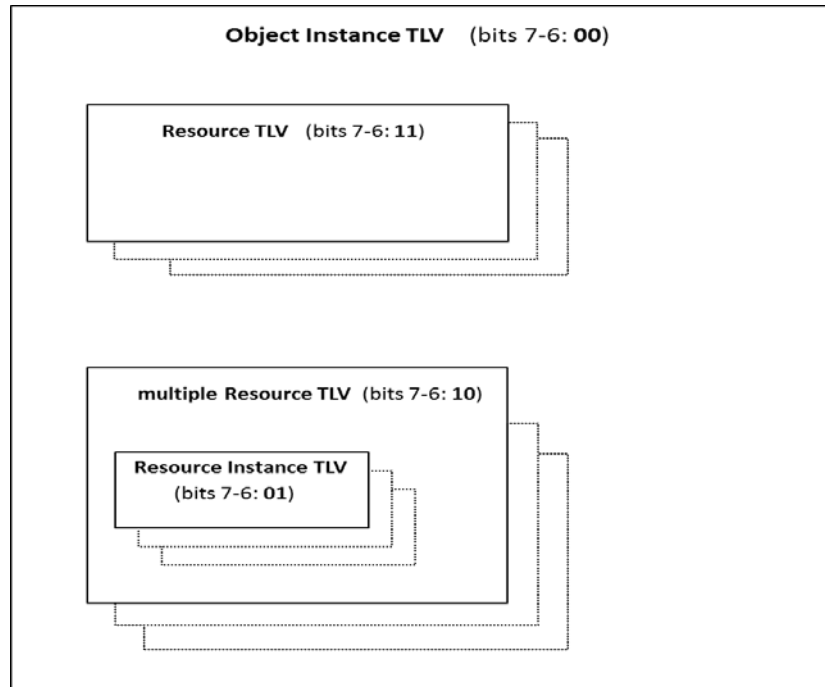 Object Instance TLV (bits 7-6: 00)
Resource TLV (bits 7-6: 11)
multiple Resource TLV (bits 7-6: 10)
Resource Instance TLV
(bits 7-6: 01)